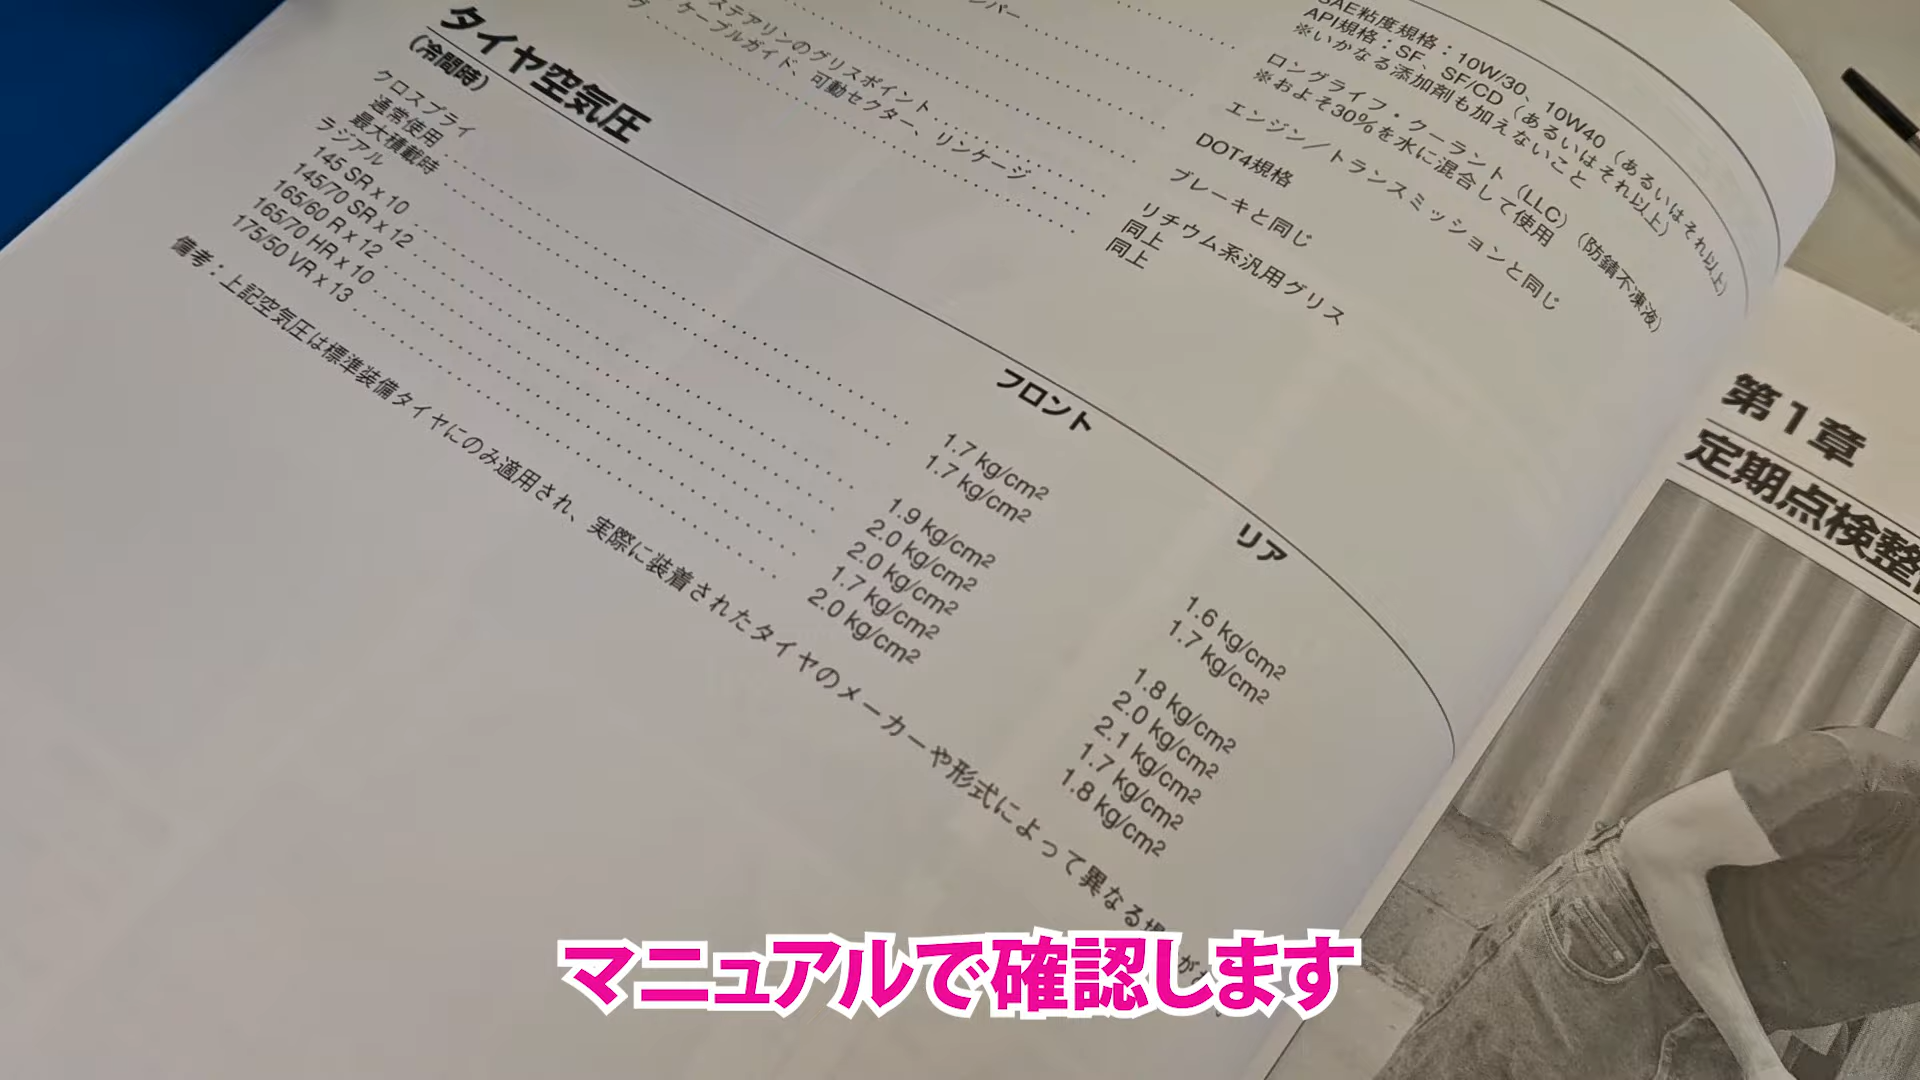 SAE粘度規格：10W/30、10W40（あるいはそれ以上）
API規格：SF、SF/CD（あるいはそれ以上）
※いかなる添加剤も加えないこと
ロングライフ・クーラント（LLC）（防錆不凍液）
※およそ30%を水に混合して使用
エンジン／トランスミッションと同じ
DOT4規格
ブレーキと同じ
ステアリンのグリスポイント リチウム系汎用グリス
ケーブルガイド、可動セクター、リンケージ 同上
同上
タイヤ空気圧
（冷間時） フロント リア
クロスプライ
通常使用 1.7 kg/cm2 1.6 kg/cm2
最大積載時 1.7 kg/cm2 1.7 kg/cm2
ラジアル
145 SR x 10 1.9 kg/cm2 1.8 kg/cm2
145/70 SR x 12 2.0 kg/cm2 2.0 kg/cm2
165/60 R x 12 2.0 kg/cm2 2.1 kg/cm2
165/70 HR x 10 1.7 kg/cm2 1.7 kg/cm2
175/50 VR x 13 2.0 kg/cm2 1.8 kg/cm2
備考：上記空気圧は標準装備タイヤにのみ適用され、実際に装着されたタイヤのメーカーや形式によって異なる場
第1章
定期点検整
マニュアルで確認します